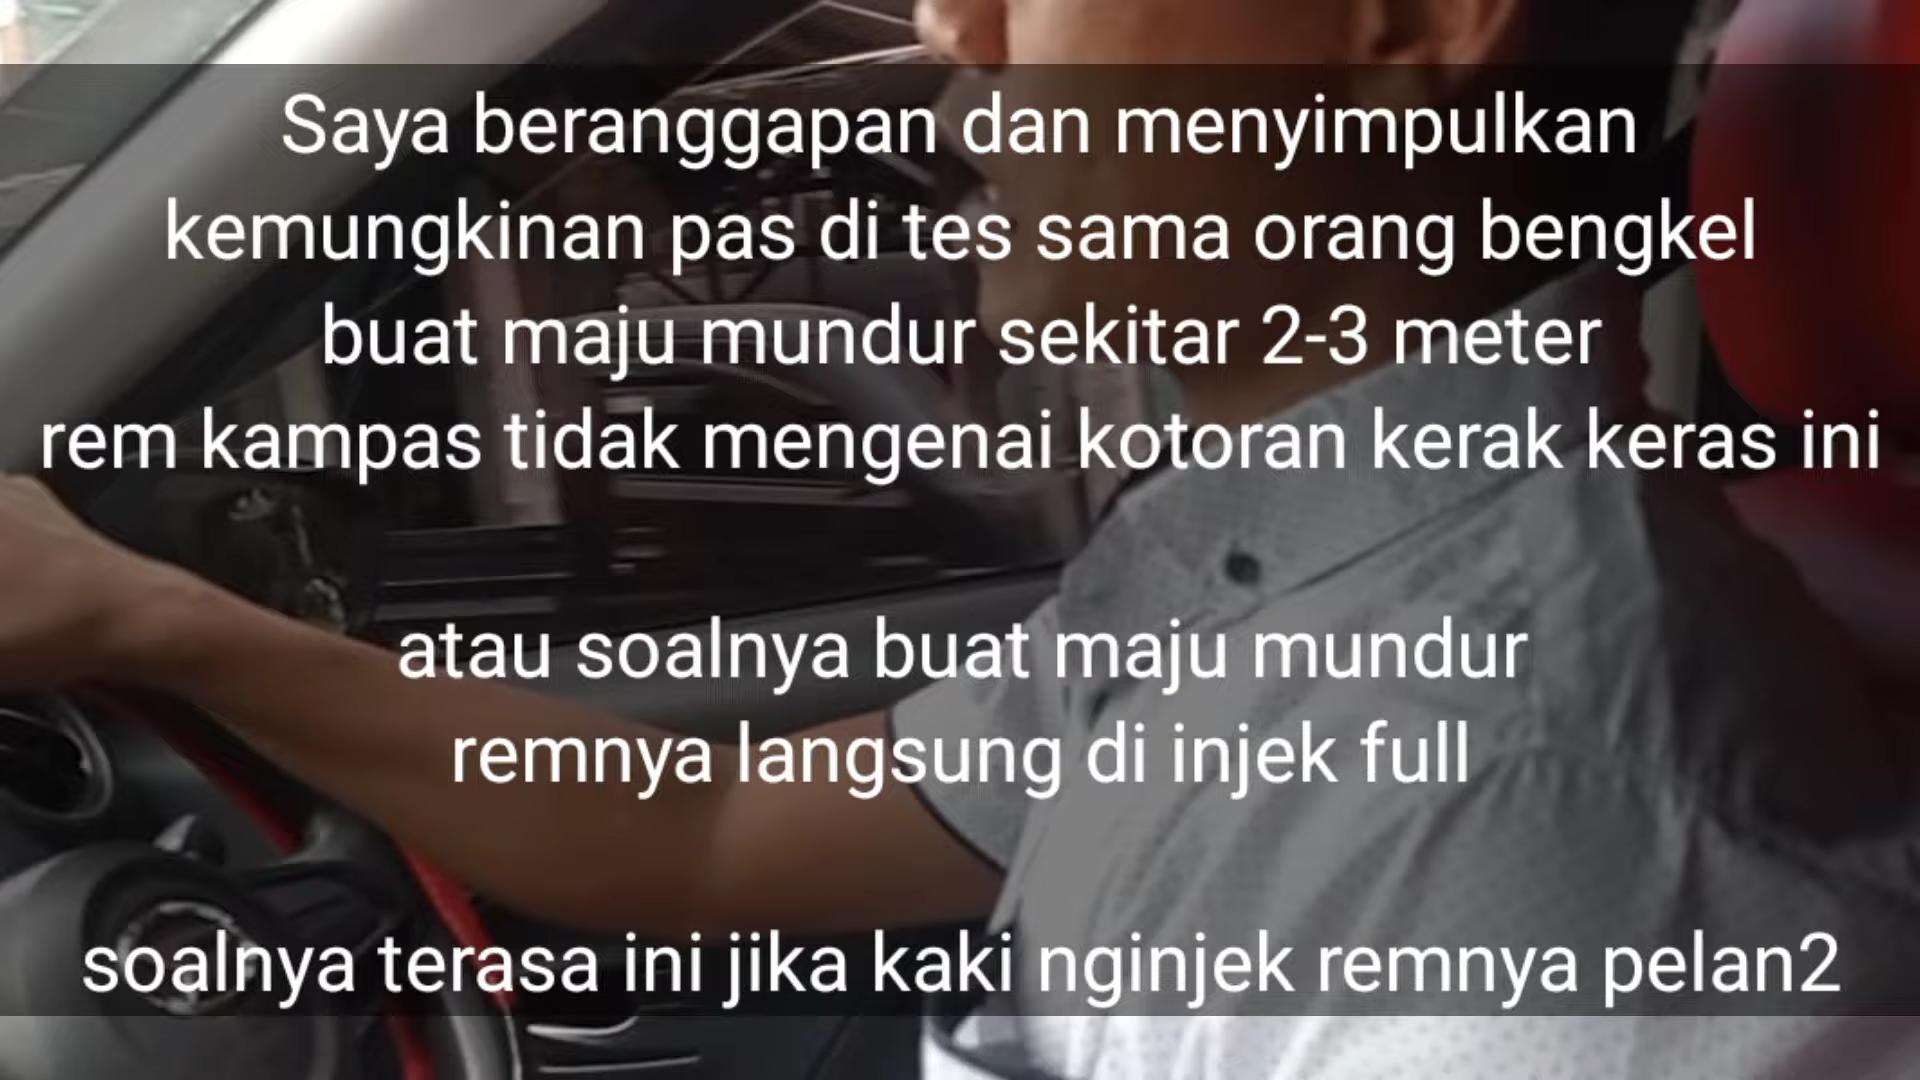 Saya beranggapan dan menyimpulkan
kemungkinan pas di tes sama orang bengkel
buat maju mundur sekitar 2-3 meter
rem kampas tidak mengenai kotoran kerak keras ini
atau soalnya buat maju mundur
remnya langsung di injek full
soalnya terasa ini jika kaki nginjek remnya pelan2